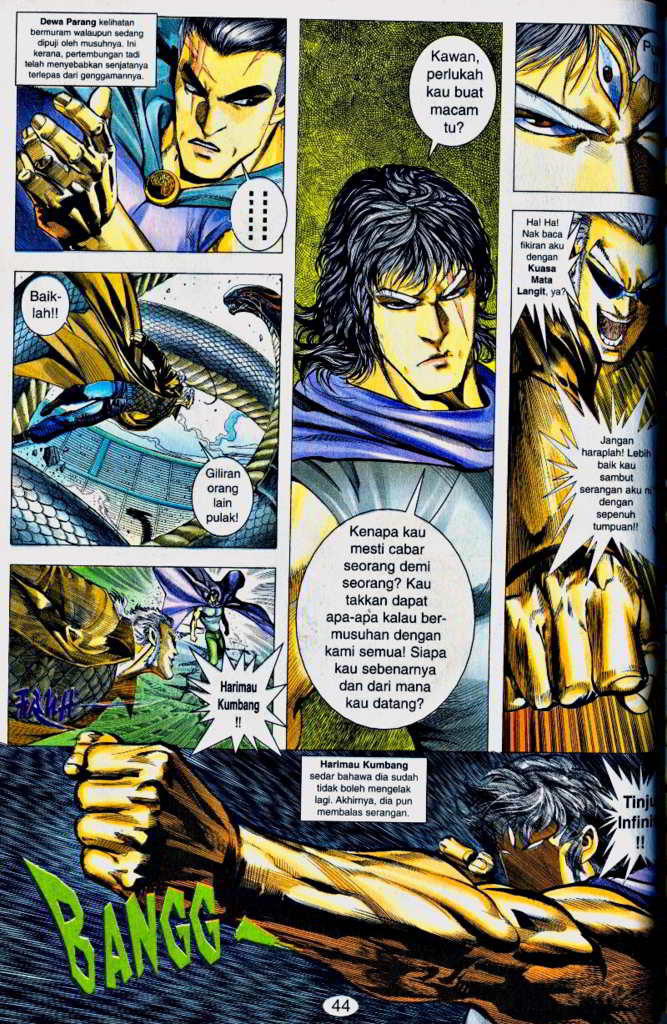 Dewa Parang kelihatan
bermuram walaupun sedang
dipuji oleh musuhnya. Ini
kerana, pertembungan tadi
telah menyebabkan senjatanya
terlepas dari genggamannya.
Baik-
lah!!
Giliran
orang
lain
pulak!
Harimau
Kumbang
!!
Kawan,
perlukah
kau buat
macam
tu?
Kenapa kau
mesti cabar
seorang demi
seorang? Kau
takkan dapat
apa-apa kalau ber-
musuhan dengan
kami semua! Siapa
kau sebenarnya
dan dari mana
kau datang?
Ha! Ha!
Nak baca
fikiran aku
dengan
Kuasa
Mata
Langit, ya?
Jangan
haraplah! Lebih
baik kau
sambut
serangan aku
dengan
sepenuh
tumpuan!!
Harimau Kumbang
sedar bahawa dia sudah
tidak boleh mengelak
lagi. Akhirnya, dia pun
membalas serangan.
!!
BANGG
44